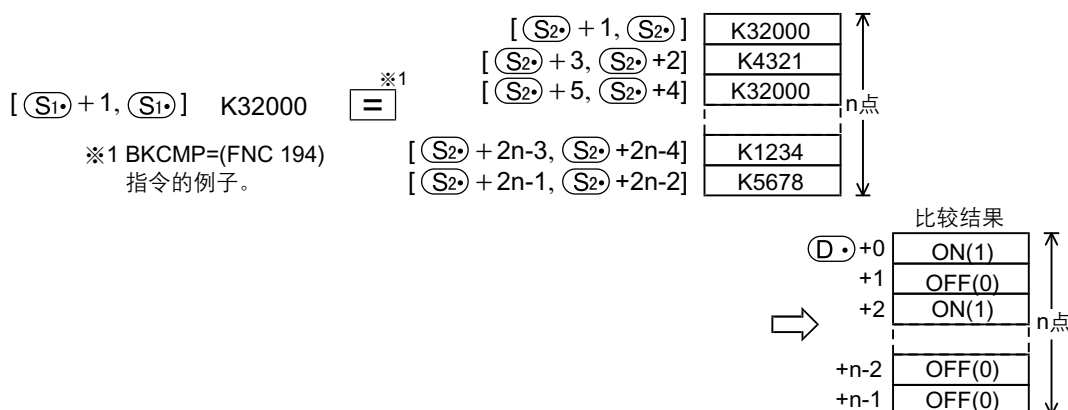 [ (S2•) + 1, (S2•) ] K32000
[ (S2•) + 3, (S2•) +2] K4321
[ (S2•) + 5, (S2•) +4] K32000
n点
※1
[ (S1•) + 1, (S1•) ] K32000 =
※1 BKCMP=(FNC 194)
指令的例子。
[ (S2•) + 2n-3, (S2•) +2n-4] K1234
[ (S2•) + 2n-1, (S2•) +2n-2] K5678
比较结果
(D •) +0 ON(1)
+1 OFF(0)
+2 ON(1)
n点
+n-2 OFF(0)
+n-1 OFF(0)